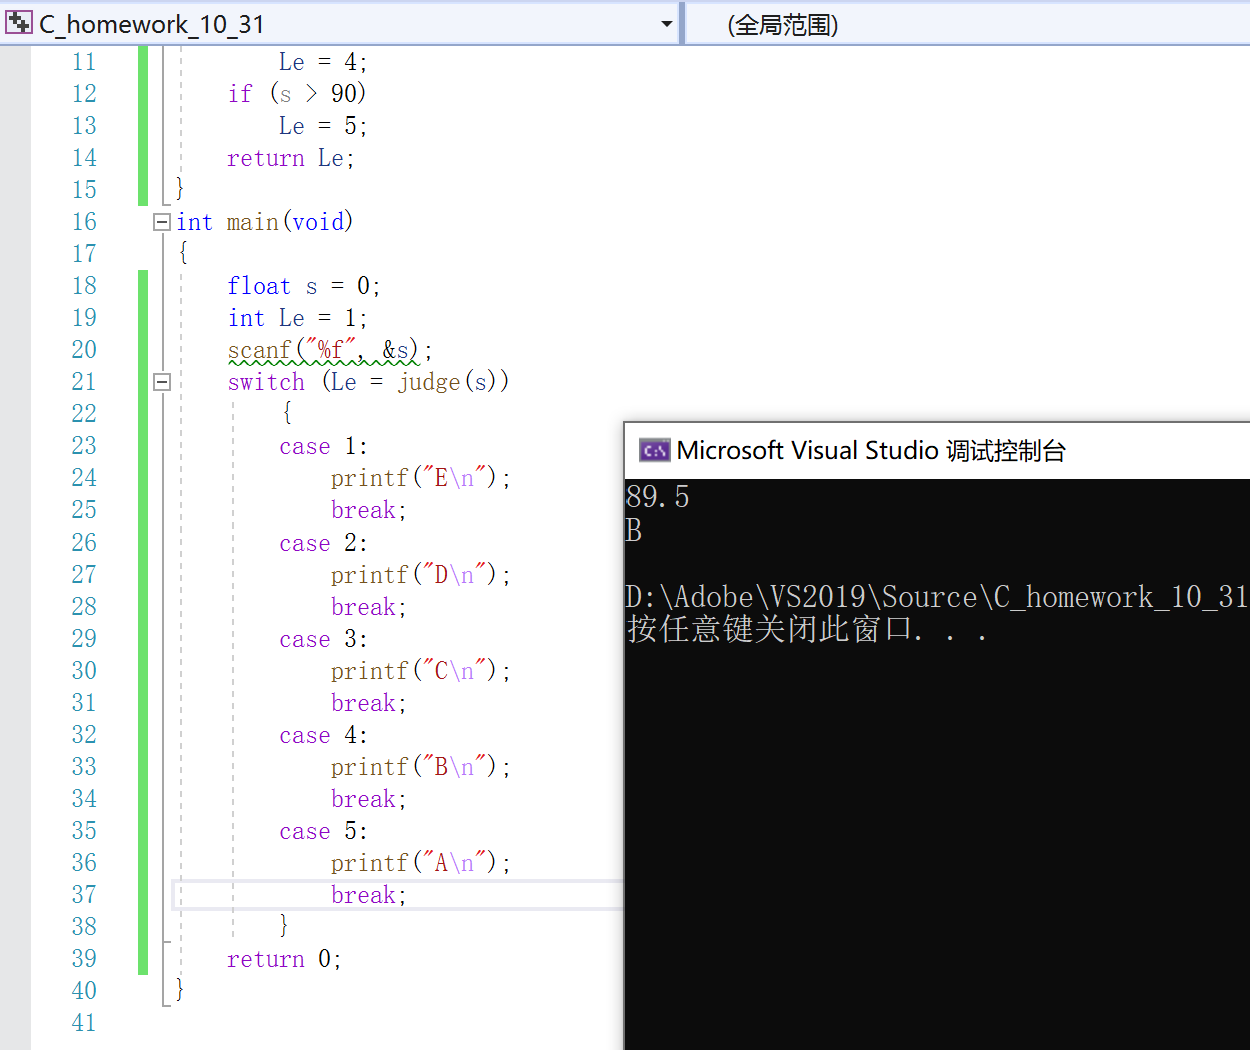 C_homework_10_31
(全局范围)
11 Le = 4;
12 if (s > 90)
13 Le = 5;
14 return Le;
15 }
16 int main(void)
17 {
18 float s = 0;
19 int Le = 1;
20 scanf("%f", &s);
21 switch (Le = judge(s))
22 {
23 case 1:
24 printf("E\n");
25 break;
26 case 2:
27 printf("D\n");
28 break;
29 case 3:
30 printf("C\n");
31 break;
32 case 4:
33 printf("B\n");
34 break;
35 case 5:
36 printf("A\n");
37 break;
38 }
39 return 0;
40 }
41
C:\
Microsoft Visual Studio 调试控制台
89.5
B
D:\Adobe\VS2019\Source\C_homework_10_31
按任意键关闭此窗口. . .